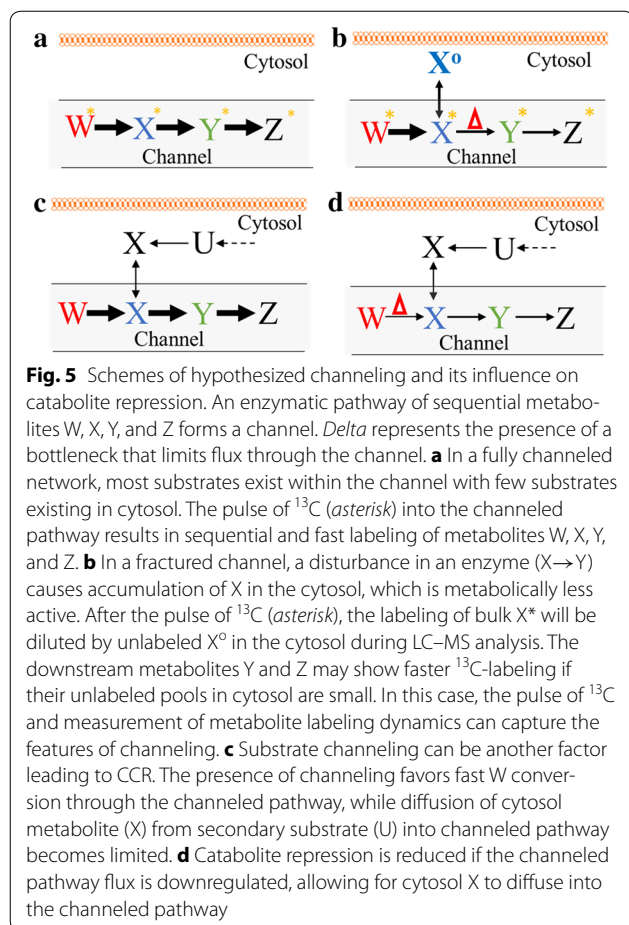 a
Cytosol
W* X* Y* Z*
Channel
b
Cytosol
X⁰
Δ
W* X* Y* Z*
Channel
c
Cytosol
X U
W X Y Z
Channel
d
Cytosol
X U
Δ
W X Y Z
Channel
Fig. 5 Schemes of hypothesized channeling and its influence on
catabolite repression. An enzymatic pathway of sequential metabo-
lites W, X, Y, and Z forms a channel. Delta represents the presence of a
bottleneck that limits flux through the channel. a In a fully channeled
network, most substrates exist within the channel with few substrates
existing in cytosol. The pulse of ¹³C (asterisk) into the channeled
pathway results in sequential and fast labeling of metabolites W, X, Y,
and Z. b In a fractured channel, a disturbance in an enzyme (X→Y)
causes accumulation of X in the cytosol, which is metabolically less
active. After the pulse of ¹³C (asterisk), the labeling of bulk X* will be
diluted by unlabeled X⁰ in the cytosol during LC–MS analysis. The
downstream metabolites Y and Z may show faster ¹³C-labeling if
their unlabeled pools in cytosol are small. In this case, the pulse of ¹³C
and measurement of metabolite labeling dynamics can capture the
features of channeling. c Substrate channeling can be another factor
leading to CCR. The presence of channeling favors fast W conver-
sion through the channeled pathway, while diffusion of cytosol
metabolite (X) from secondary substrate (U) into channeled pathway
becomes limited. d Catabolite repression is reduced if the channeled
pathway flux is downregulated, allowing for cytosol X to diffuse into
the channeled pathway